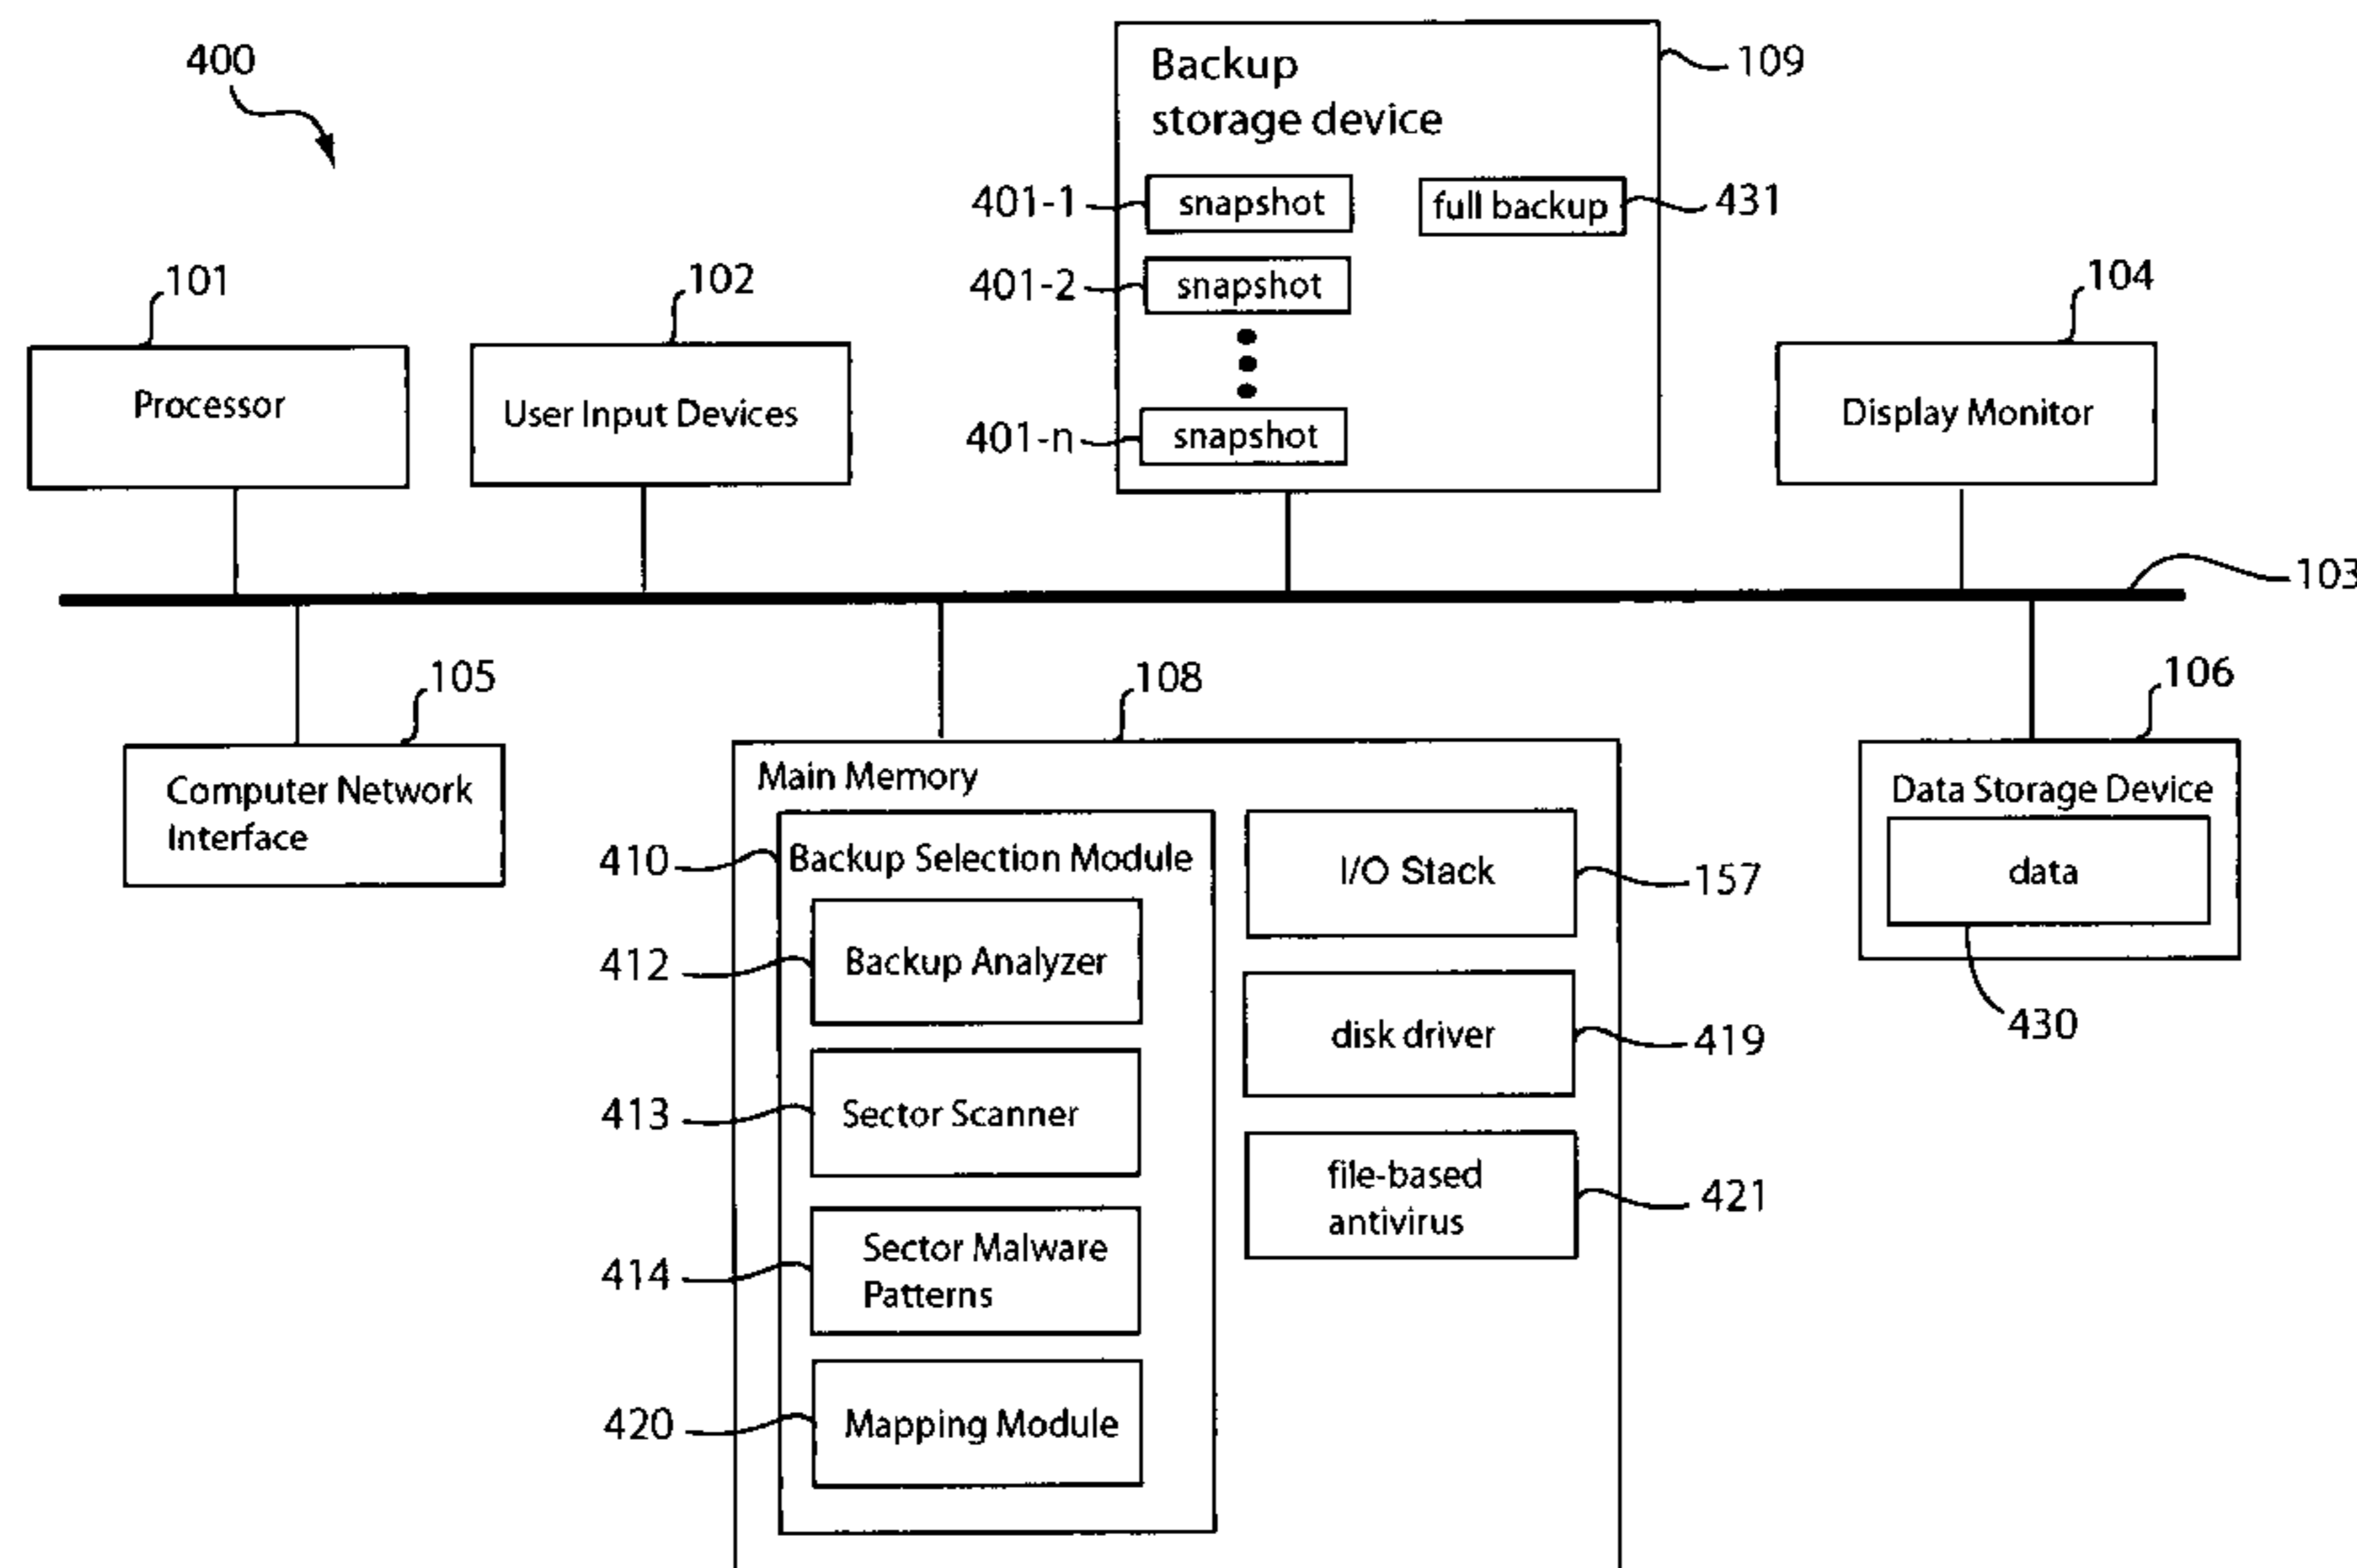 400
Backup
storage device
109
401-1
snapshot
full backup
431
401-2
snapshot
401-n
snapshot
101
Processor
102
User Input Devices
104
Display Monitor
103
105
Computer Network
Interface
108
Main Memory
410
Backup Selection Module
412
Backup Analyzer
413
Sector Scanner
414
Sector Malware
Patterns
420
Mapping Module
I/O Stack
157
disk driver
419
file-based
antivirus
421
106
Data Storage Device
data
430